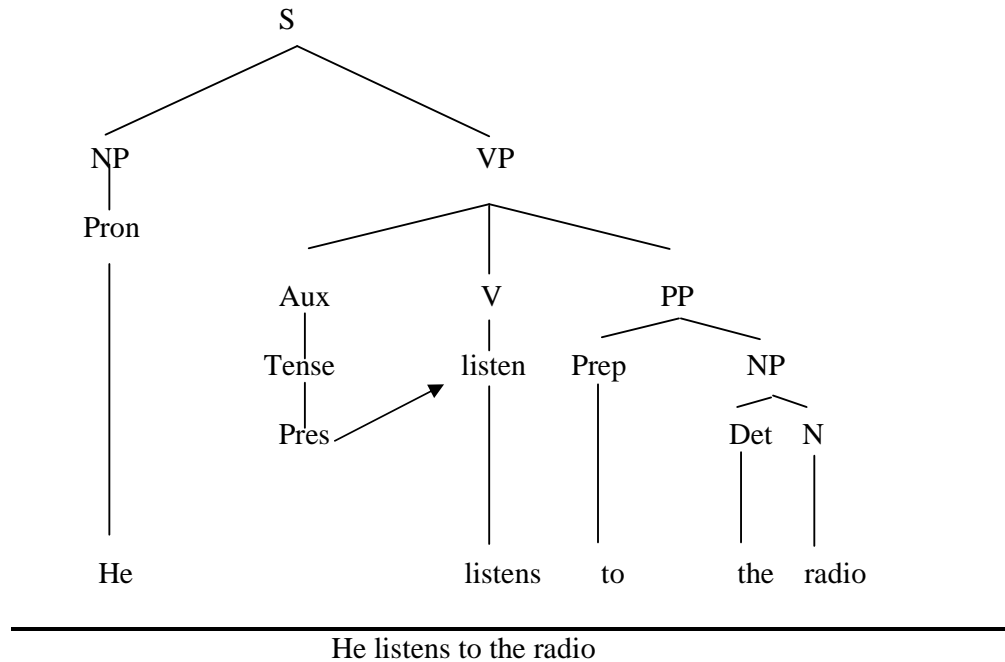 S
NP VP
Pron
Aux V PP
Tense listen Prep NP
Pres Det N
He listens to the radio
He listens to the radio